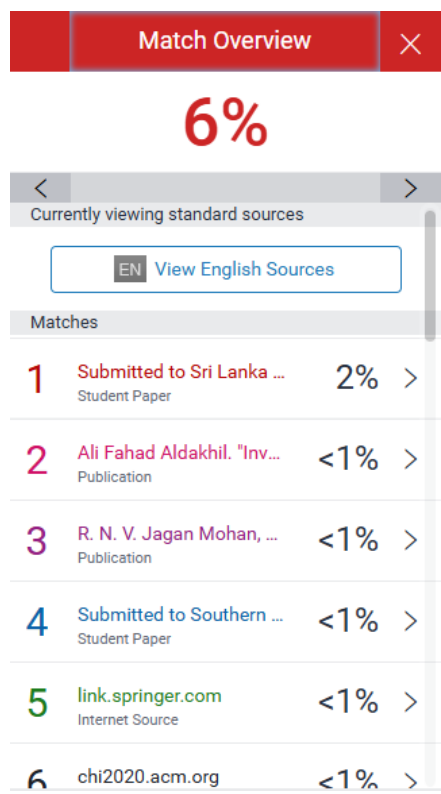 Match Overview
6%
Currently viewing standard sources
EN View English Sources
Matches
1 Submitted to Sri Lanka ... 2%
Student Paper
2 Ali Fahad Aldakhil. "Inv... <1%
Publication
3 R. N. V. Jagan Mohan, ... <1%
Publication
4 Submitted to Southern ... <1%
Student Paper
5 link.springer.com <1%
Internet Source
6 chi2020.acm.org <1%